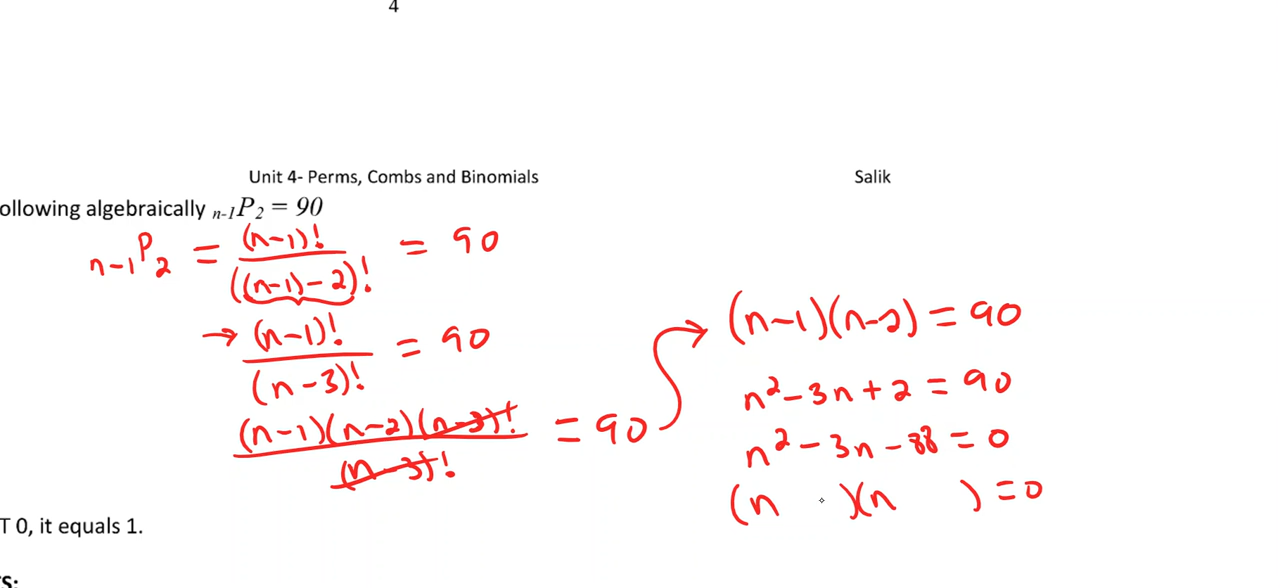 4
Unit 4- Perms, Combs and Binomials
Salik
ollowing algebraically n-1P2 = 90
n-1P2 = (n-1)! / ((n-1)-2)! = 90
→ (n-1)! / (n-3)! = 90
(n-1)(n-2)(n-3)! / (n-3)! = 90
(n-1)(n-2) = 90
n² - 3n + 2 = 90
n² - 3n - 88 = 0
(n )(n ) = 0
T 0, it equals 1.
rs: